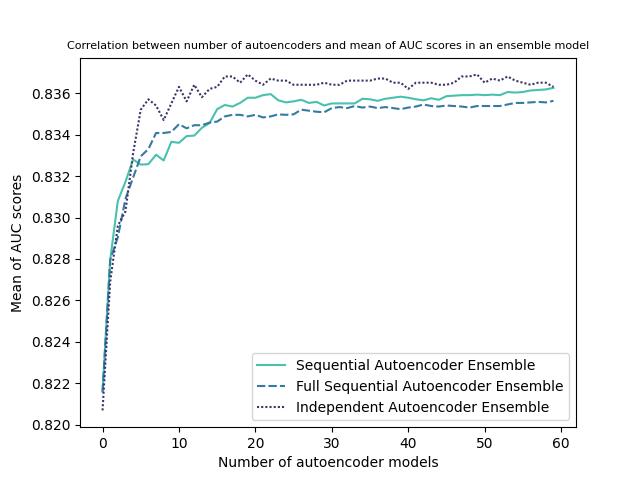 Correlation between number of autoencoders and mean of AUC scores in an ensemble model
Mean of AUC scores
0.836
0.834
0.832
0.830
0.828
0.826
0.824
0.822
0.820
Sequential Autoencoder Ensemble
Full Sequential Autoencoder Ensemble
Independent Autoencoder Ensemble
0 10 20 30 40 50 60
Number of autoencoder models